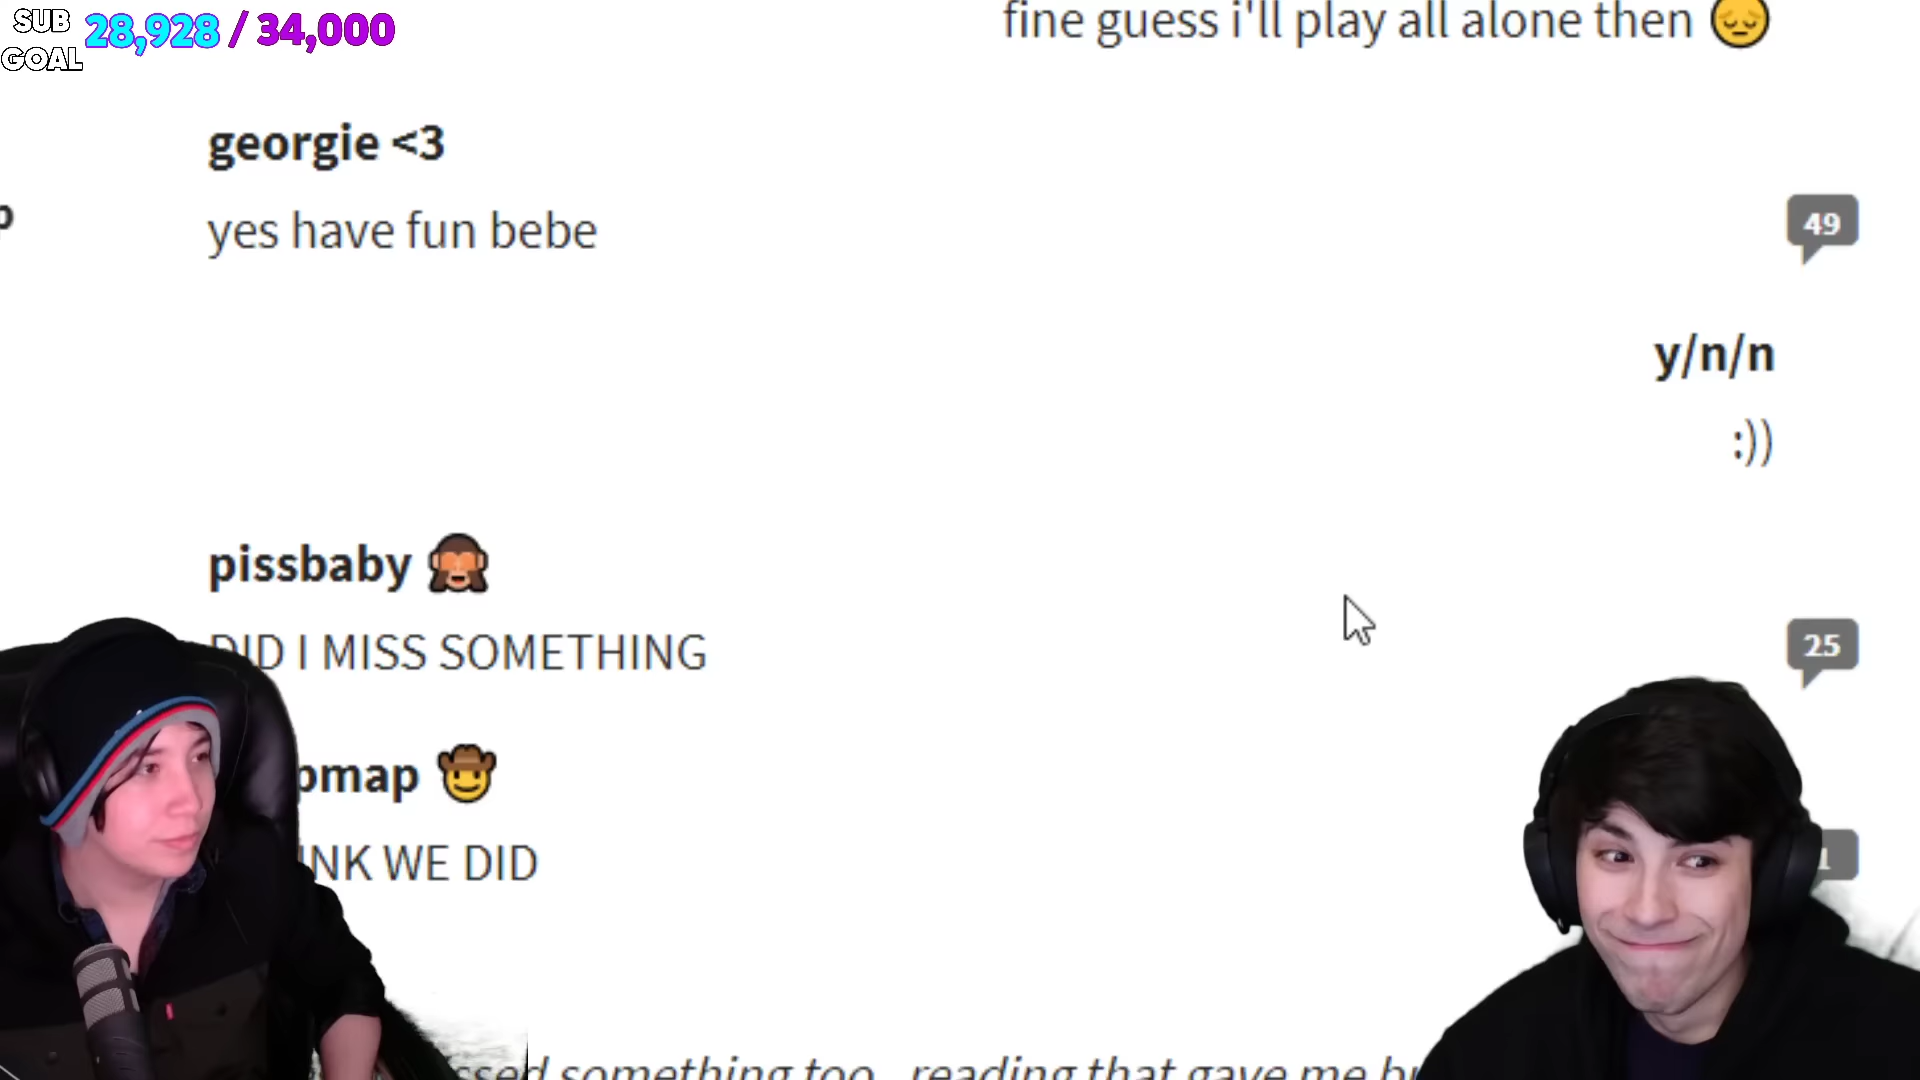 SUB GOAL 28,928 / 34,000
fine guess i'll play all alone then 😔
georgie <3
yes have fun bebe
49
y/n/n
:))
pissbaby 🙈
DID I MISS SOMETHING
25
pmap 🤠
INK WE DID
something too reading that gave me